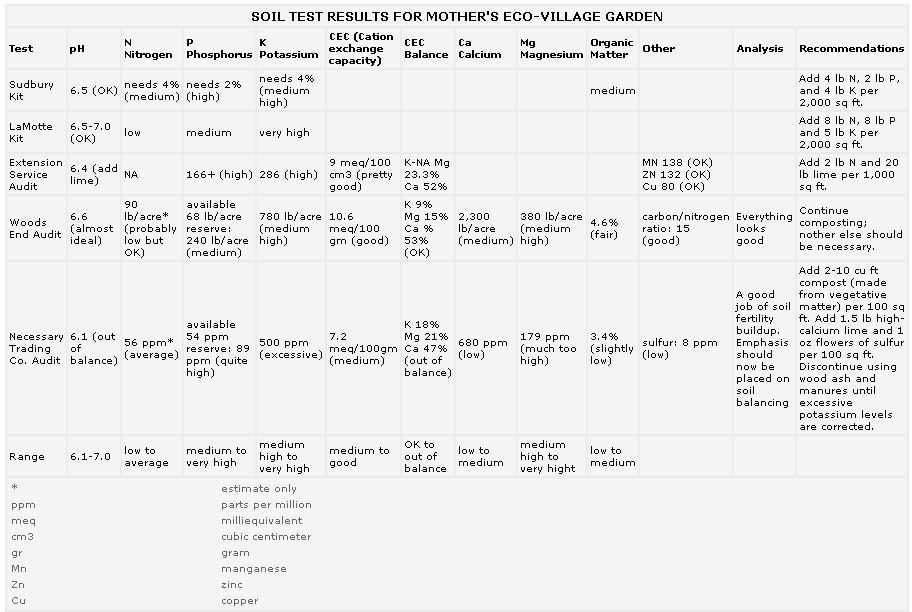 SOIL TEST RESULTS FOR MOTHER'S ECO-VILLAGE GARDEN
Test pH N Nitrogen P Phosphorus K Potassium CEC (Cation exchange capacity) CEC Balance Ca Calcium Mg Magnesium Organic Matter Other Analysis Recommendations
Sudbury Kit 6.5 (OK) needs 4% (medium) needs 2% (high) needs 4% (medium high) medium Add 4 lb N, 2 lb P, and 4 lb K per 2,000 sq ft.
LaMotte Kit 6.5-7.0 (OK) low medium very high Add 8 lb N, 8 lb P and 5 lb K per 2,000 sq ft.
Extension Service Audit 6.4 (add lime) NA 166+ (high) 286 (high) 9 meq/100 cm3 (pretty good) K-NA Mg 23.3% Ca 52% MN 138 (OK) ZN 132 (OK) Cu 80 (OK) Add 2 lb N and 20 lb lime per 1,000 sq ft.
Woods End Audit 6.6 (almost ideal) 90 lb/acre* (probably low but OK) available 68 lb/acre reserve: 240 lb/acre (medium) 780 lb/acre (medium high) 10.6 meq/100 gm (good) K 9% Mg 15% Ca % 53% (OK) 2,300 lb/acre (medium) 380 lb/acre (medium high) 4.6% (fair) carbon/nitrogen ratio: 15 (good) Everything looks good Continue composting; nother else should be necessary.
Necessary Trading Co. Audit 6.1 (out of balance) 56 ppm* (average) available 54 ppm reserve: 89 ppm (quite high) 500 ppm (excessive) 7.2 meq/100gm (medium) K 18% Mg 21% Ca 47% (out of balance) 680 ppm (low) 179 ppm (much too high) 3.4% (slightly low) sulfur: 8 ppm (low) A good job of soil fertility buildup. Emphasis should now be placed on soil balancing Add 2-10 cu ft compost (made from vegetative matter) per 100 sq ft. Add 1.5 lb high-calcium lime and 1 oz flowers of sulfur per 100 sq ft. Discontinue using wood ash and manures until excessive potassium levels are corrected.
Range 6.1-7.0 low to average medium to very high medium high to very high medium to good OK to out of balance low to medium medium high to very hight low to medium
* estimate only
ppm parts per million
meq milliequivalent
cm3 cubic centimeter
gr gram
Mn manganese
Zn zinc
Cu copper